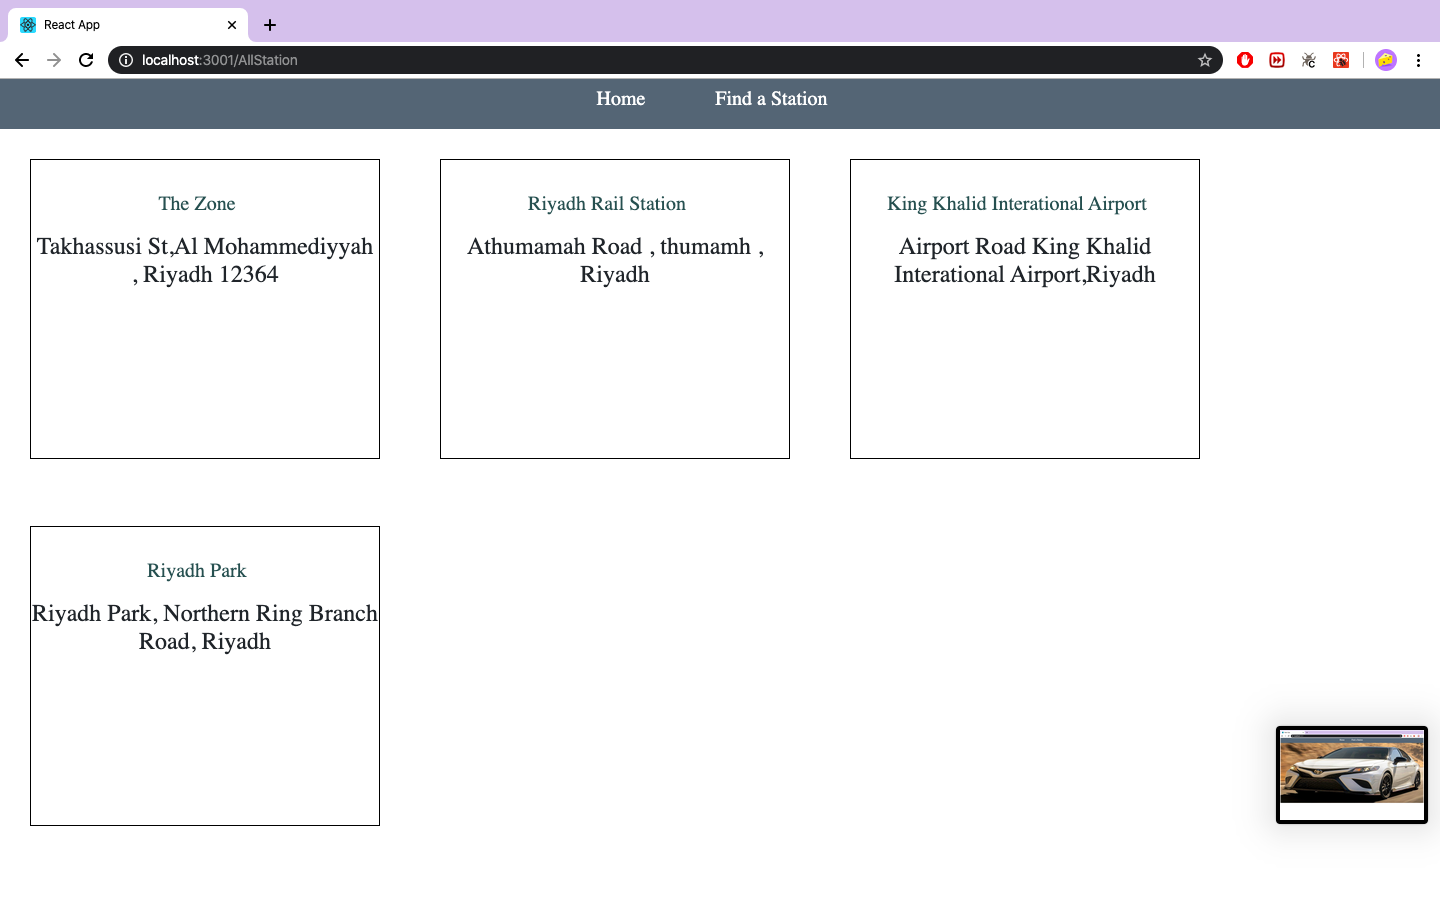 React App
localhost:3001/AllStation
Home Find a Station
The Zone
Takhassusi St,Al Mohammediyyah
, Riyadh 12364
Riyadh Rail Station
Athumamah Road , thumamh ,
Riyadh
King Khalid Interational Airport
Airport Road King Khalid
Interational Airport,Riyadh
Riyadh Park
Riyadh Park, Northern Ring Branch
Road, Riyadh